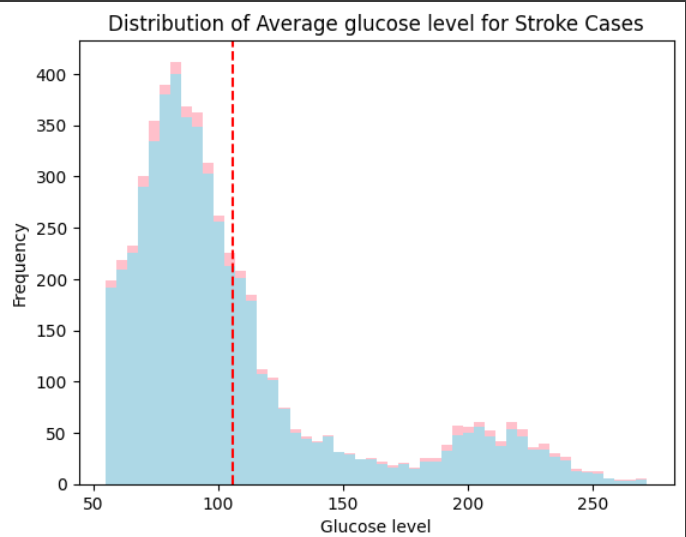 Distribution of Average glucose level for Stroke Cases
400
350
300
250
200
150
100
50
0
Frequency
50 100 150 200 250
Glucose level